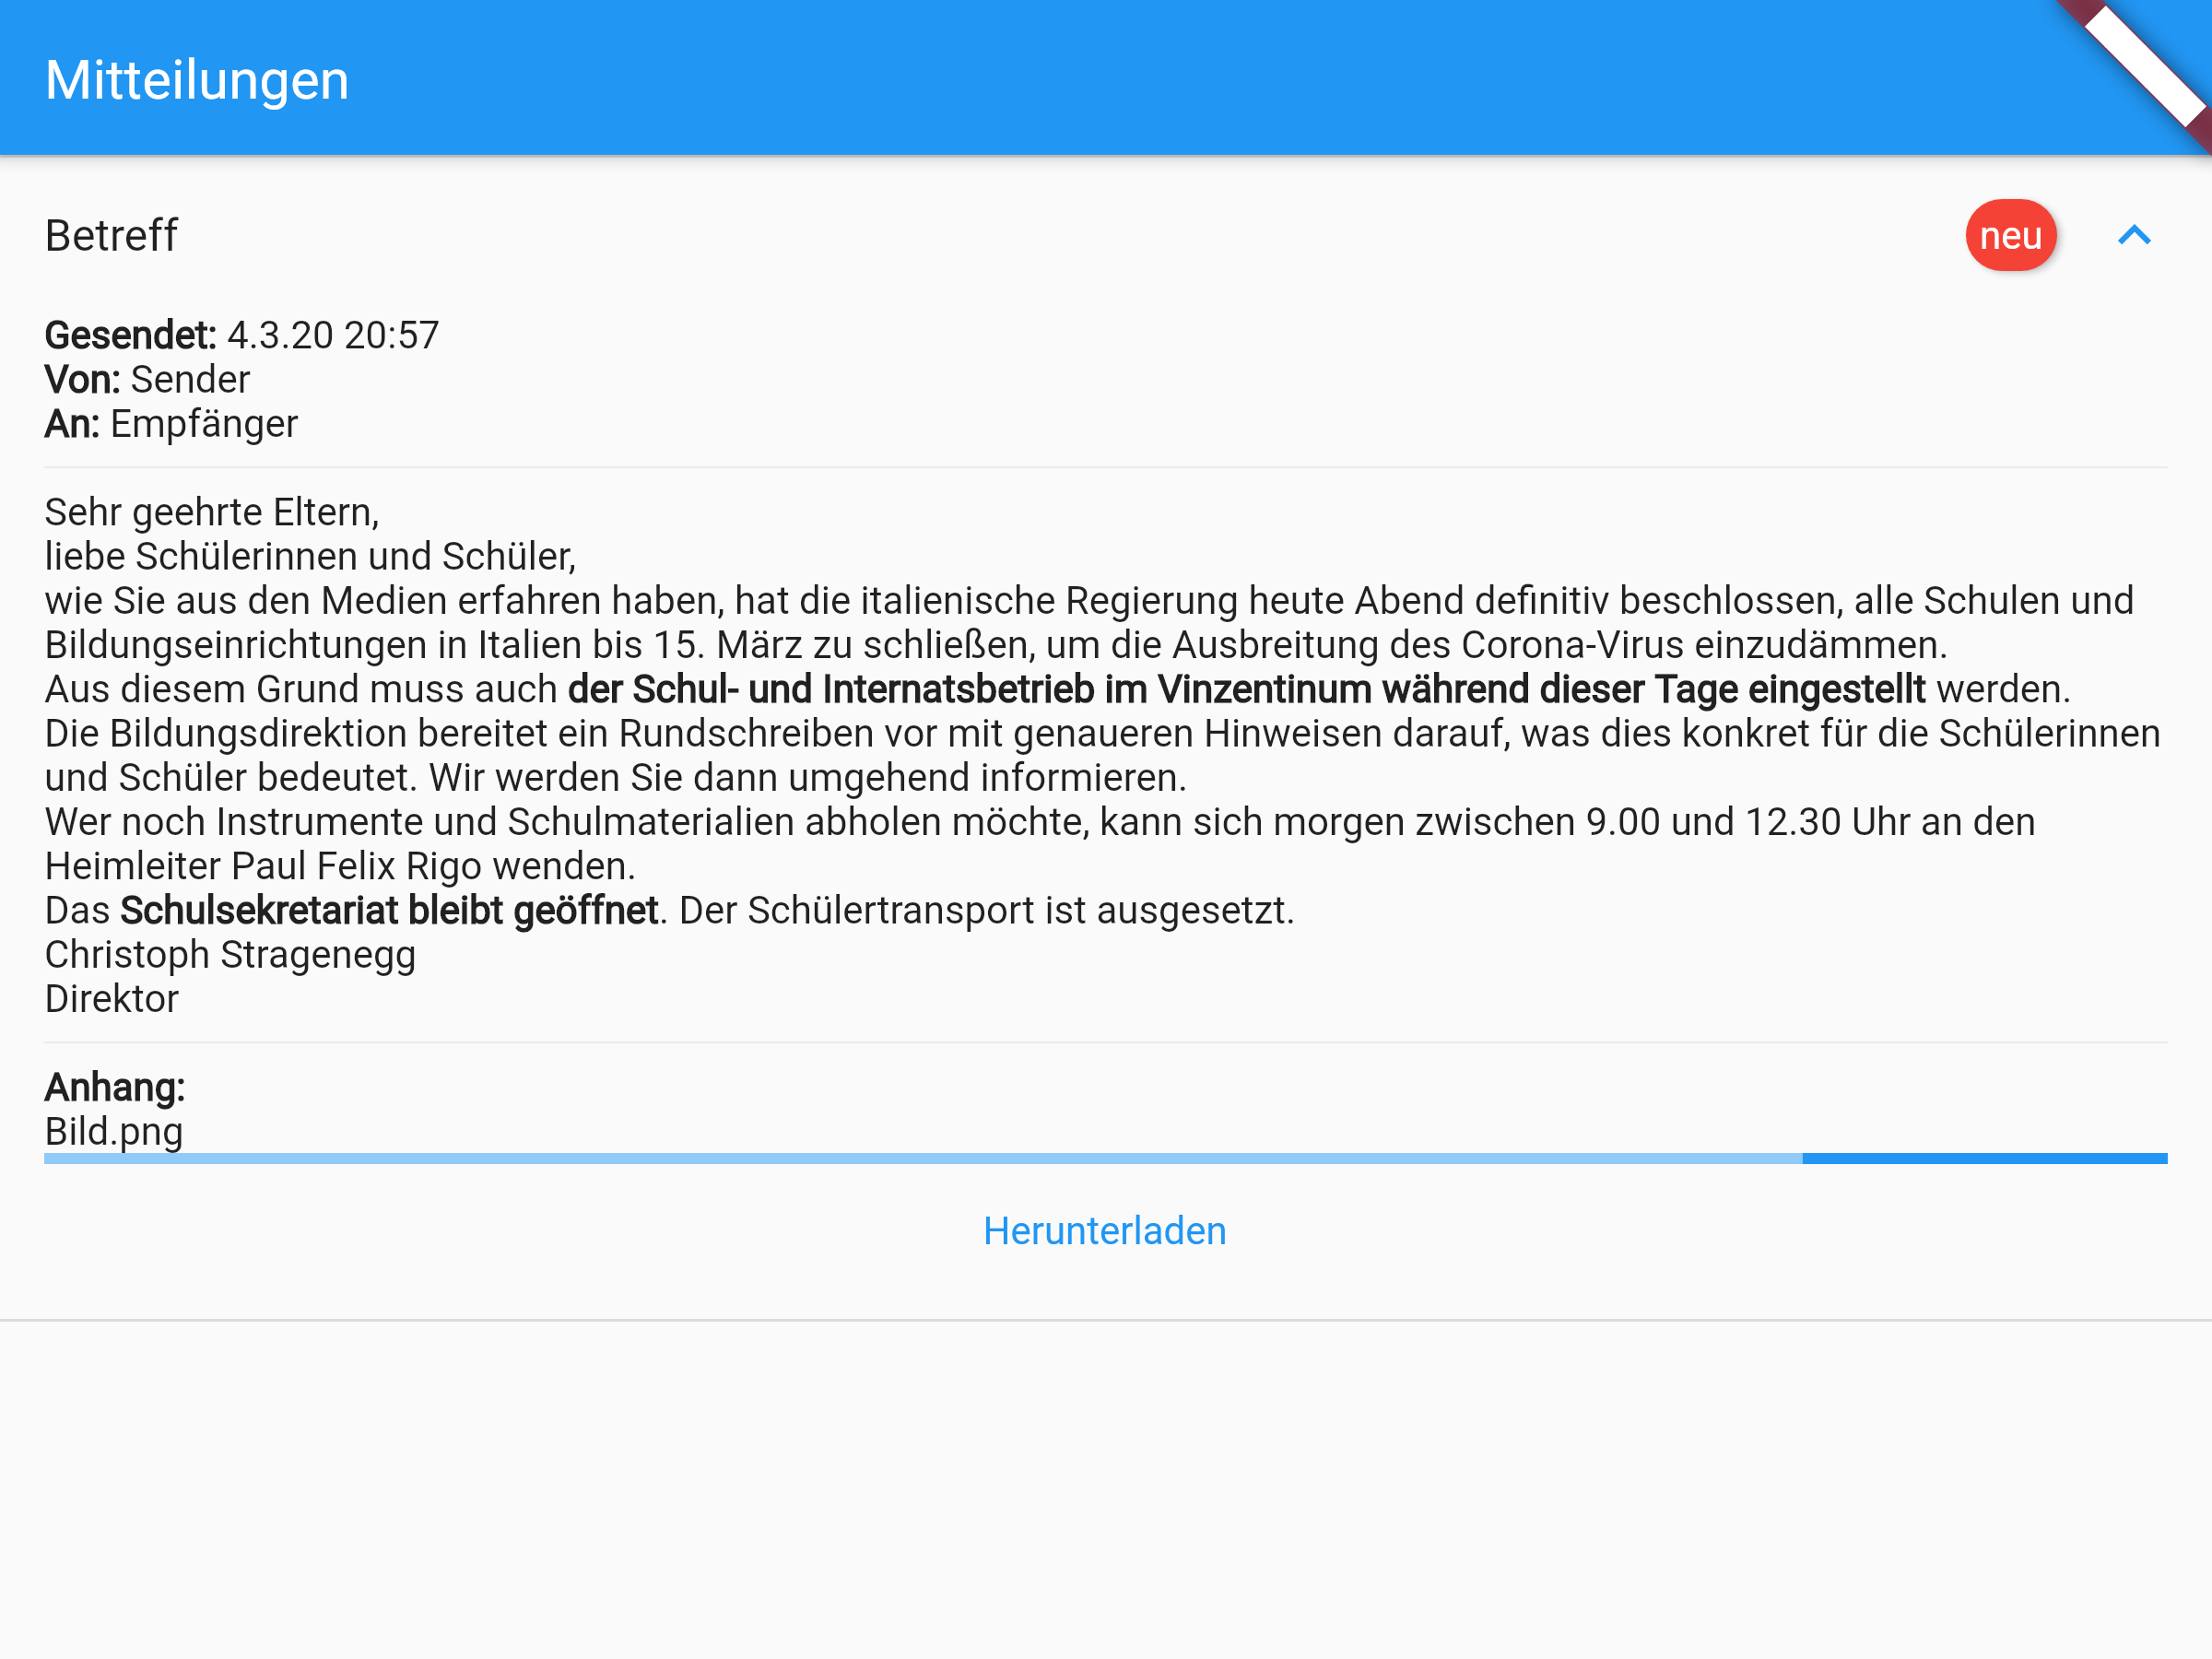 Mitteilungen
Betreff
neu
Gesendet: 4.3.20 20:57
Von: Sender
An: Empfänger
Sehr geehrte Eltern,
liebe Schülerinnen und Schüler,
wie Sie aus den Medien erfahren haben, hat die italienische Regierung heute Abend definitiv beschlossen, alle Schulen und
Bildungseinrichtungen in Italien bis 15. März zu schließen, um die Ausbreitung des Corona-Virus einzudämmen.
Aus diesem Grund muss auch der Schul- und Internatsbetrieb im Vinzentinum während dieser Tage eingestellt werden.
Die Bildungsdirektion bereitet ein Rundschreiben vor mit genaueren Hinweisen darauf, was dies konkret für die Schülerinnen
und Schüler bedeutet. Wir werden Sie dann umgehend informieren.
Wer noch Instrumente und Schulmaterialien abholen möchte, kann sich morgen zwischen 9.00 und 12.30 Uhr an den
Heimleiter Paul Felix Rigo wenden.
Das Schulsekretariat bleibt geöffnet. Der Schülertransport ist ausgesetzt.
Christoph Stragenegg
Direktor
Anhang:
Bild.png
Herunterladen